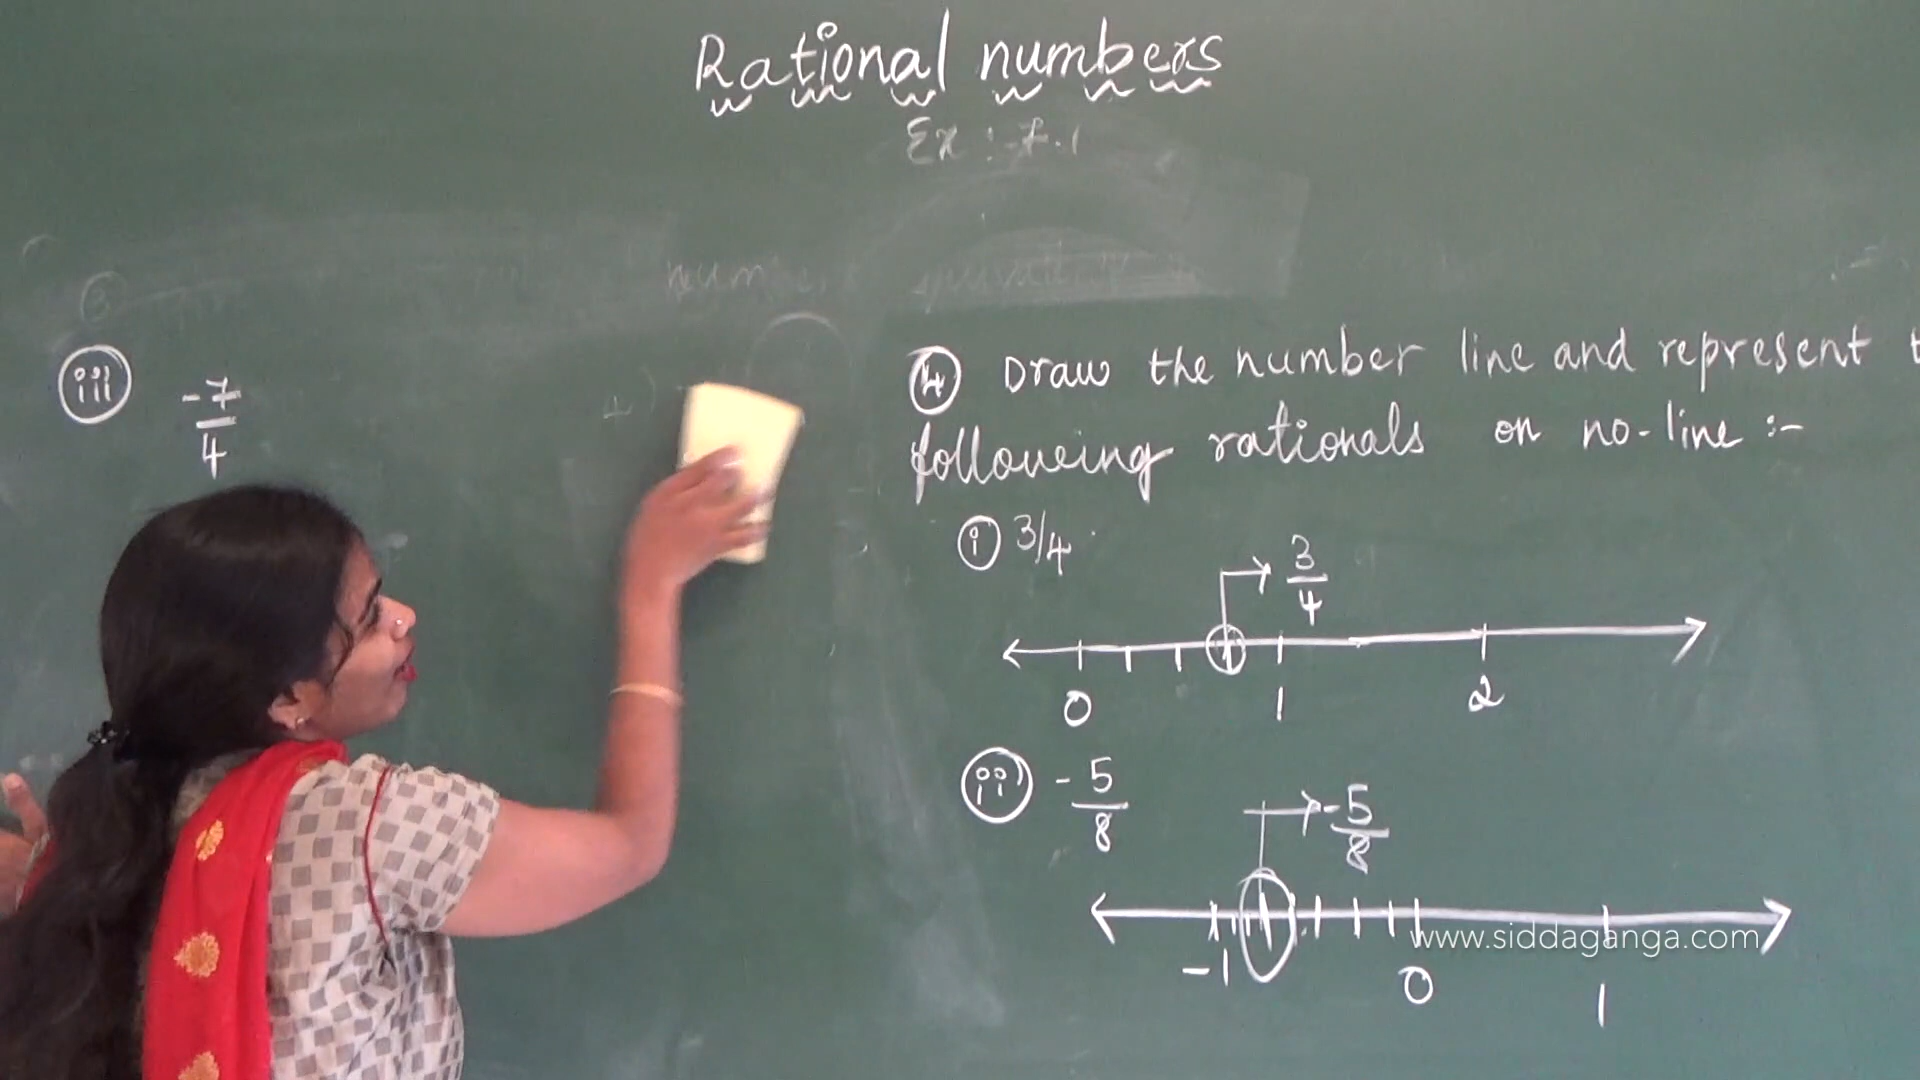 Rational numbers
Ex :- 7.1
iii -7/4
4 Draw the number line and represent
following rationals on no-line :-
i 3/4
3/4
0 1 2
ii -5/8
-5/8
-1 0 1
www.siddaganga.com